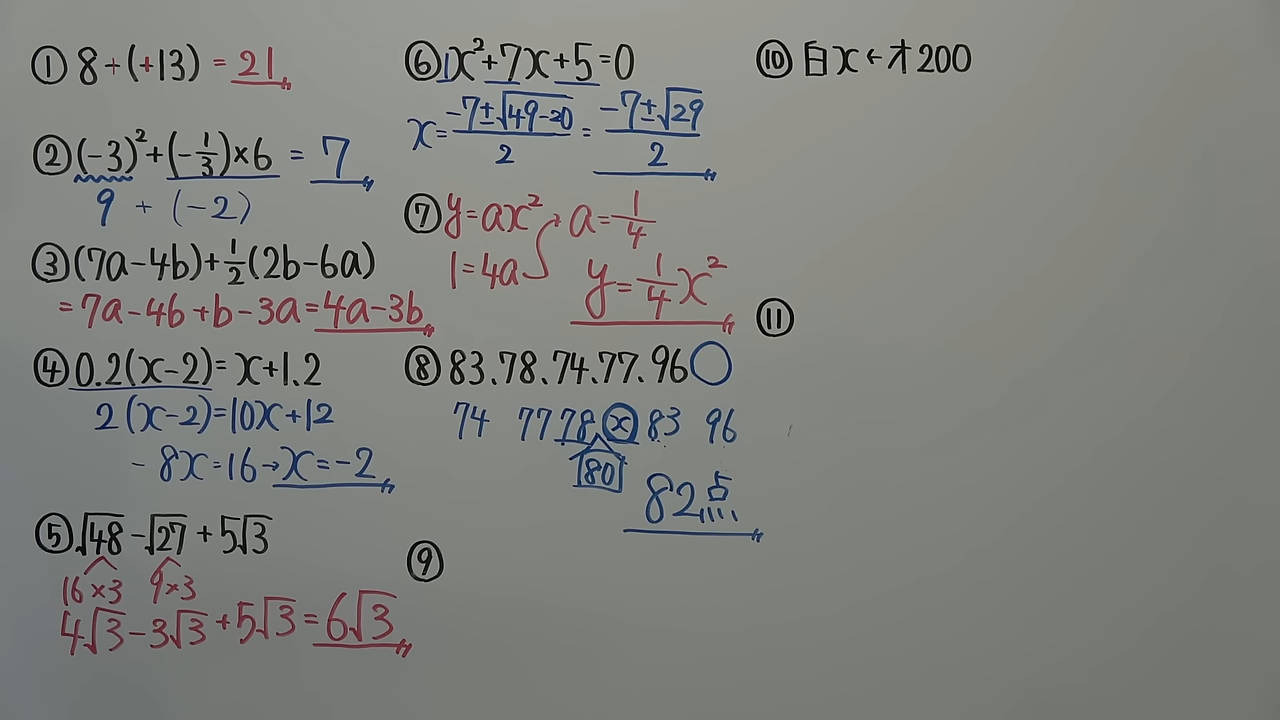 ① 8+(+13) = 21
② (-3)²+(-1/3)×6 = 7
9 + (-2)
③ (7a-4b)+1/2(2b-6a)
=7a-4b+b-3a=4a-3b
④ 0.2(x-2)=x+1.2
2(x-2)=10x+12
-8x=16→x=-2
⑤ √48-√27+5√3
16×3 9×3
4√3-3√3+5√3=6√3
⑥ 1x²+7x+5=0
x=(-7±√(49-20))/2=(-7±√29)/2
⑦ y=ax² → a=1/4
1=4a
y=1/4x²
⑧ 83.78.74.77.96○
74 77 78 ⓧ 83 96
80
82点
⑨
⑩ 白x←オ200
⑪